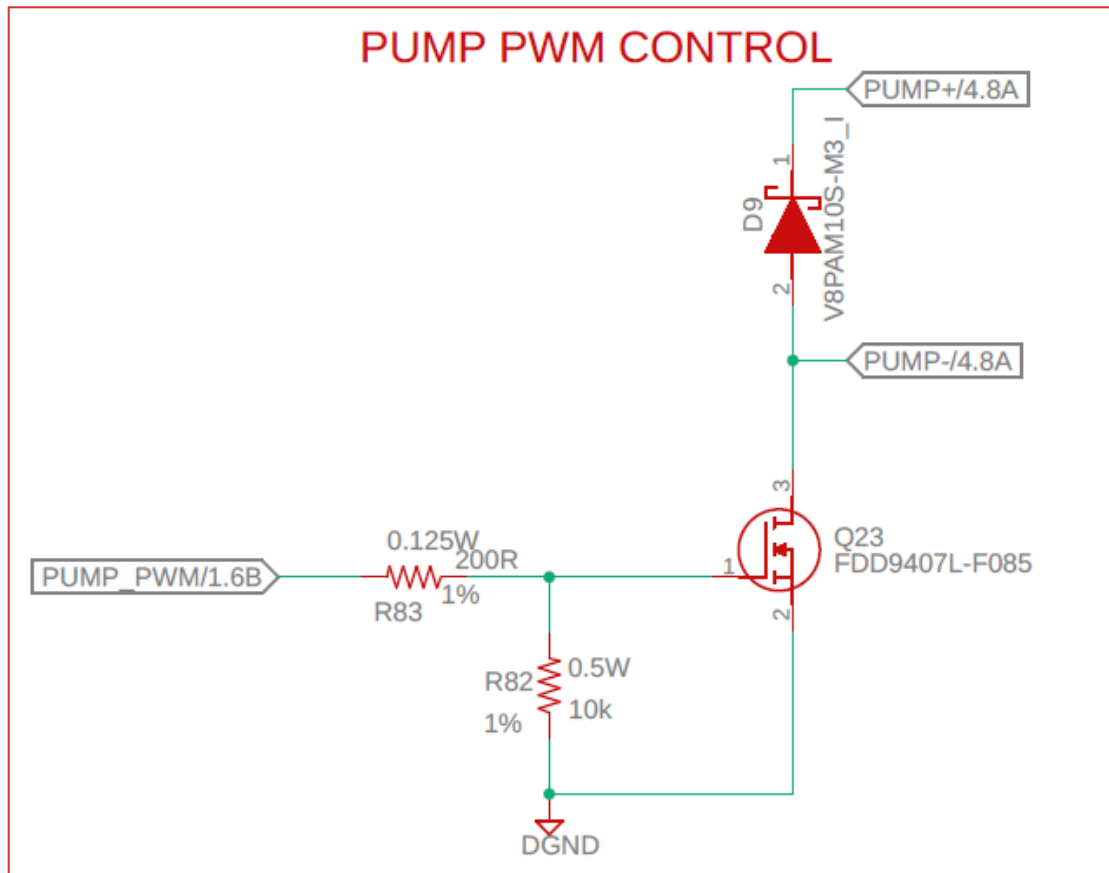 PUMP PWM CONTROL
PUMP+/4.8A
1
D9
V8PAM10S-M3_I
2
PUMP-/4.8A
3
Q23
FDD9407L-F085
1
2
PUMP_PWM/1.6B
0.125W
200R
1%
R83
R82
0.5W
10k
1%
DGND